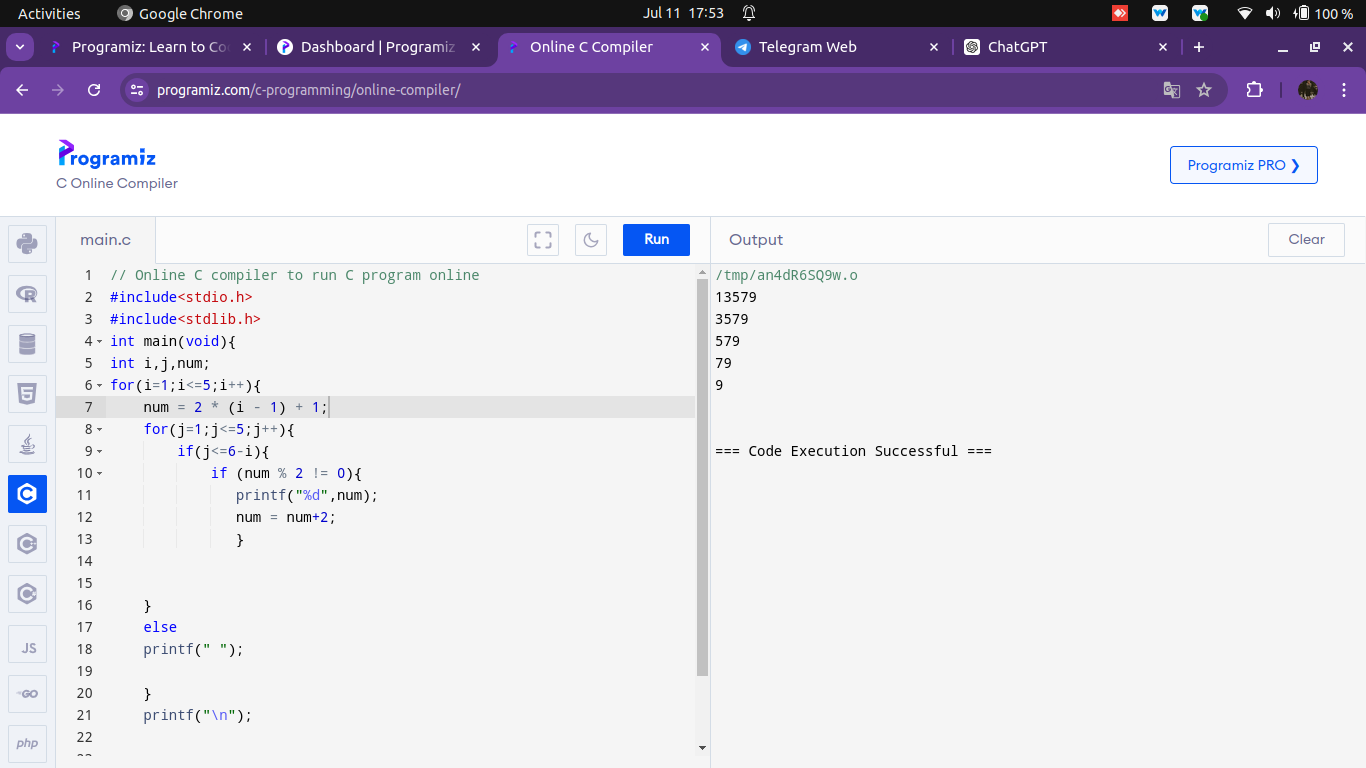 Activities Google Chrome Jul 11 17:53 100 %
Programiz: Learn to Co Dashboard | Programiz Online C Compiler Telegram Web ChatGPT
programiz.com/c-programming/online-compiler/
Programiz
C Online Compiler
Programiz PRO ❯
main.c Run Output Clear
1 // Online C compiler to run C program online
2 #include<stdio.h>
3 #include<stdlib.h>
4 int main(void){
5 int i,j,num;
6 for(i=1;i<=5;i++){
7     num = 2 * (i - 1) + 1;
8     for(j=1;j<=5;j++){
9         if(j<=6-i){
10             if (num % 2 != 0){
11                printf("%d",num);
12                num = num+2;
13                }
14
15
16     }
17     else
18     printf(" ");
19
20     }
21     printf("\n");
22
/tmp/an4dR6SQ9w.o
13579
3579
579
79
9
=== Code Execution Successful ===
JS
GO
php